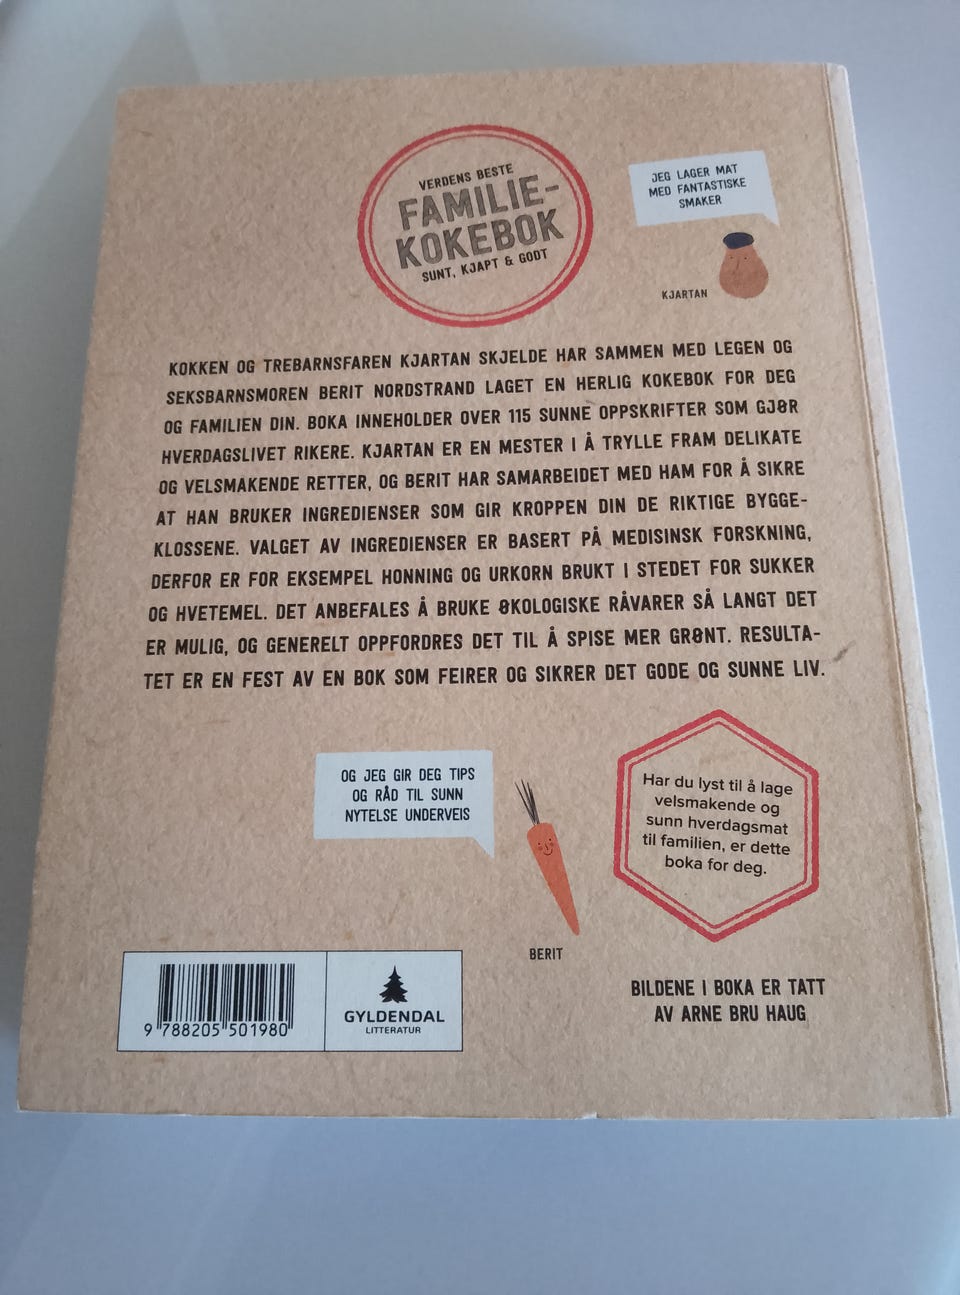 VERDENS BESTE
FAMILIE-
KOKEBOK
SUNT, KJAPT & GODT
JEG LAGER MAT
MED FANTASTISKE
SMAKER
KJARTAN
KOKKEN OG TREBARNSFAREN KJARTAN SKJELDE HAR SAMMEN MED LEGEN OG
SEKSBARNSMOREN BERIT NORDSTRAND LAGET EN HERLIG KOKEBOK FOR DEG
OG FAMILIEN DIN. BOKA INNEHOLDER OVER 115 SUNNE OPPSKRIFTER SOM GJØR
HVERDAGSLIVET RIKERE. KJARTAN ER EN MESTER I Å TRYLLE FRAM DELIKATE
OG VELSMAKENDE RETTER, OG BERIT HAR SAMARBEIDET MED HAM FOR Å SIKRE
AT HAN BRUKER INGREDIENSER SOM GIR KROPPEN DIN DE RIKTIGE BYGGE-
KLOSSENE. VALGET AV INGREDIENSER ER BASERT PÅ MEDISINSK FORSKNING,
DERFOR ER FOR EKSEMPEL HONNING OG URKORN BRUKT I STEDET FOR SUKKER
OG HVETEMEL. DET ANBEFALES Å BRUKE ØKOLOGISKE RÅVARER SÅ LANGT DET
ER MULIG, OG GENERELT OPPFORDRES DET TIL Å SPISE MER GRØNT. RESULTA-
TET ER EN FEST AV EN BOK SOM FEIRER OG SIKRER DET GODE OG SUNNE LIV.
OG JEG GIR DEG TIPS
OG RÅD TIL SUNN
NYTELSE UNDERVEIS
BERIT
Har du lyst til å lage
velsmakende og
sunn hverdagsmat
til familien, er dette
boka for deg.
BILDENE I BOKA ER TATT
AV ARNE BRU HAUG
9 788205 501980
GYLDENDAL
LITTERATUR